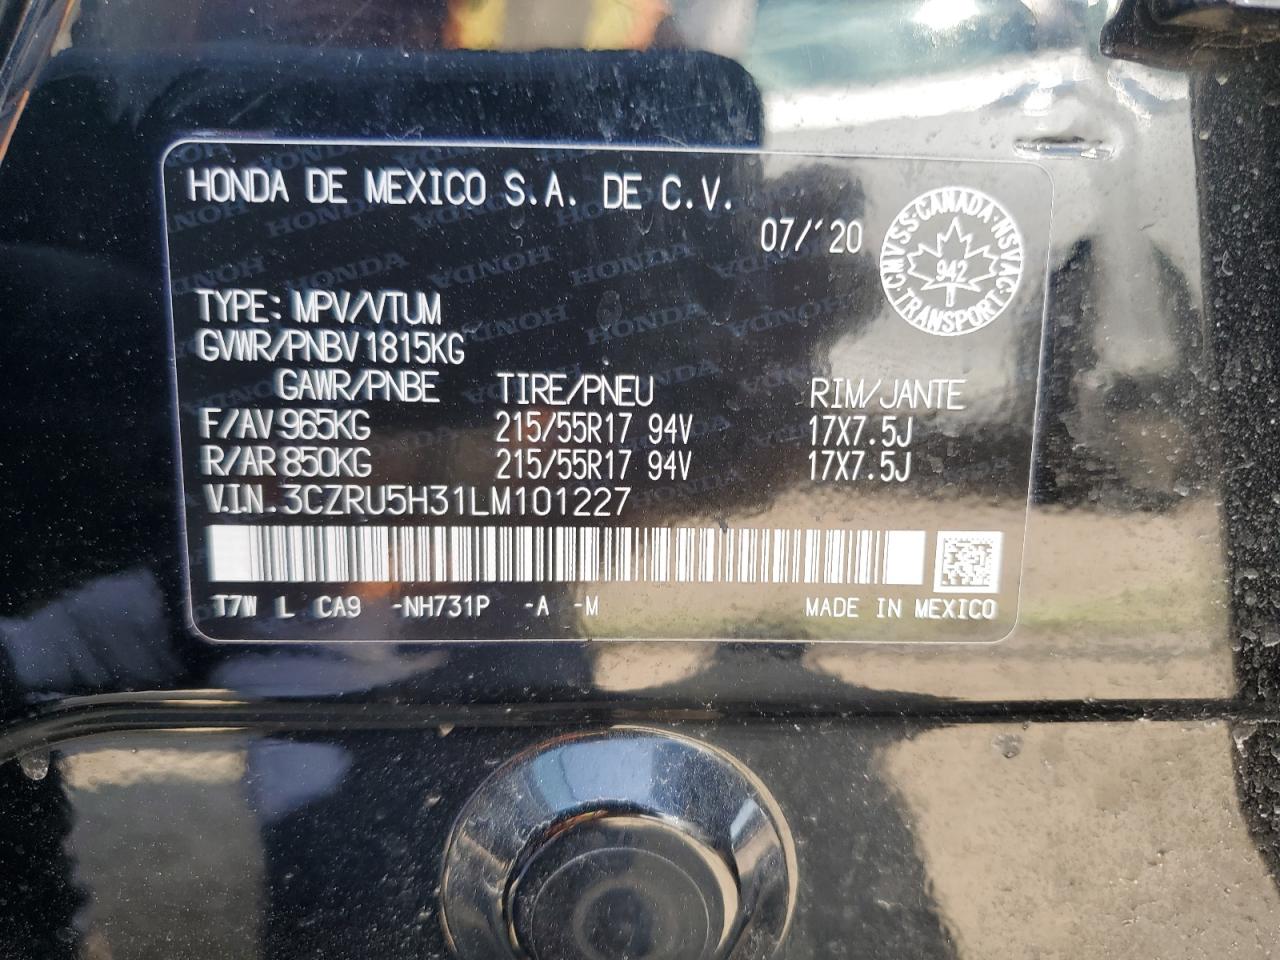 HONDA DE MEXICO S.A. DE C.V.
07/'20
CMVSS·CANADA·NSVAC·TRANSPORT·
942
TYPE: MPV/VTUM
GVWR/PNBV 1815KG
GAWR/PNBE TIRE/PNEU RIM/JANTE
F/AV 965KG 215/55R17 94V 17X7.5J
R/AR 850KG 215/55R17 94V 17X7.5J
V.I.N. 3CZRU5H31LM101227
T7W L CA9 -NH731P -A -M MADE IN MEXICO